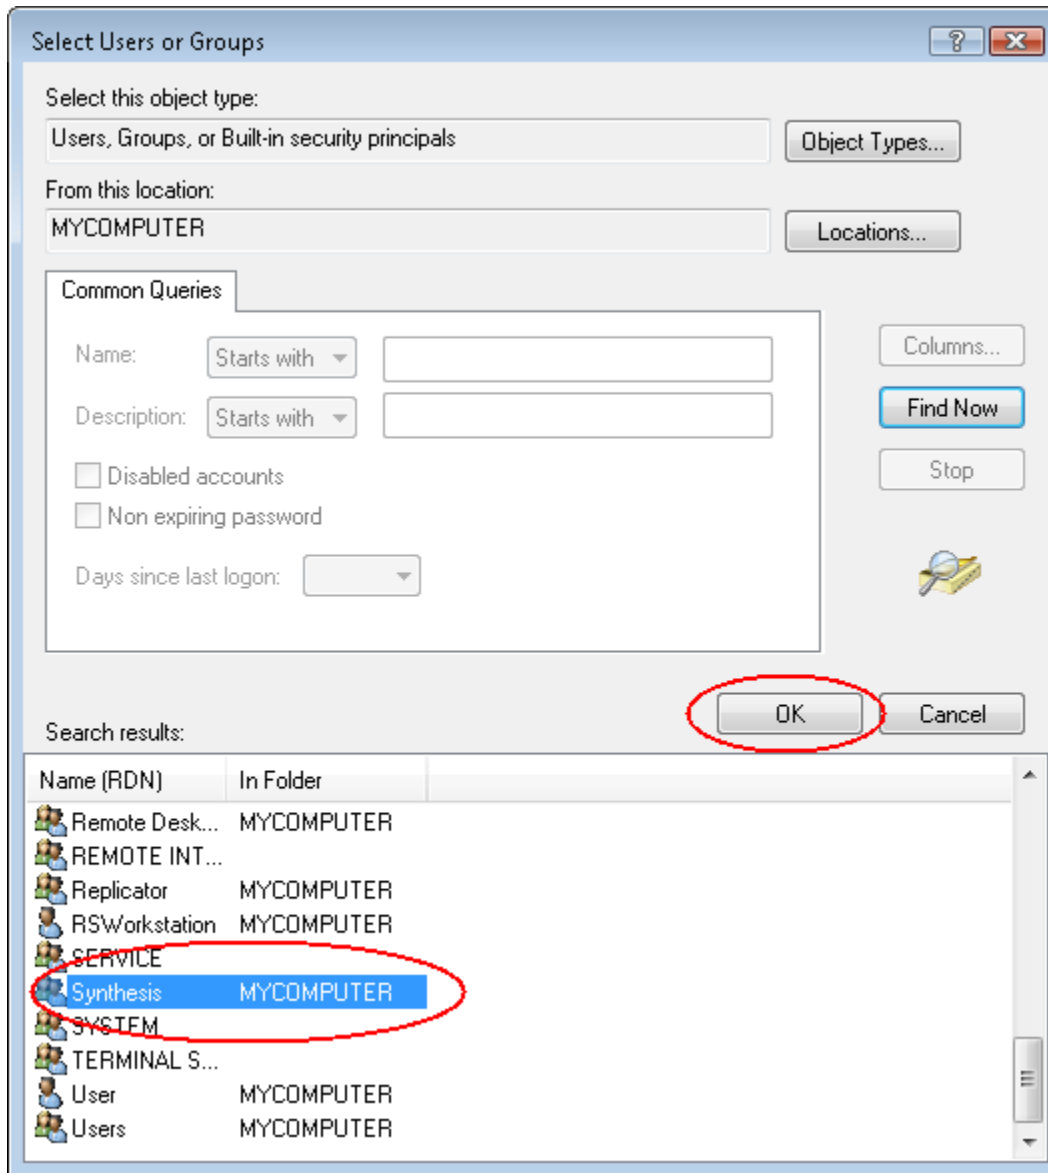 Select Users or Groups
Select this object type:
Users, Groups, or Built-in security principals
Object Types...
From this location:
MYCOMPUTER
Locations...
Common Queries
Name: Starts with
Columns...
Description: Starts with
Find Now
Disabled accounts
Stop
Non expiring password
Days since last logon:
OK Cancel
Search results:
Name (RDN) In Folder
Remote Desk... MYCOMPUTER
REMOTE INT...
Replicator MYCOMPUTER
RSWorkstation MYCOMPUTER
SERVICE
Synthesis MYCOMPUTER
SYSTEM
TERMINAL S...
User MYCOMPUTER
Users MYCOMPUTER